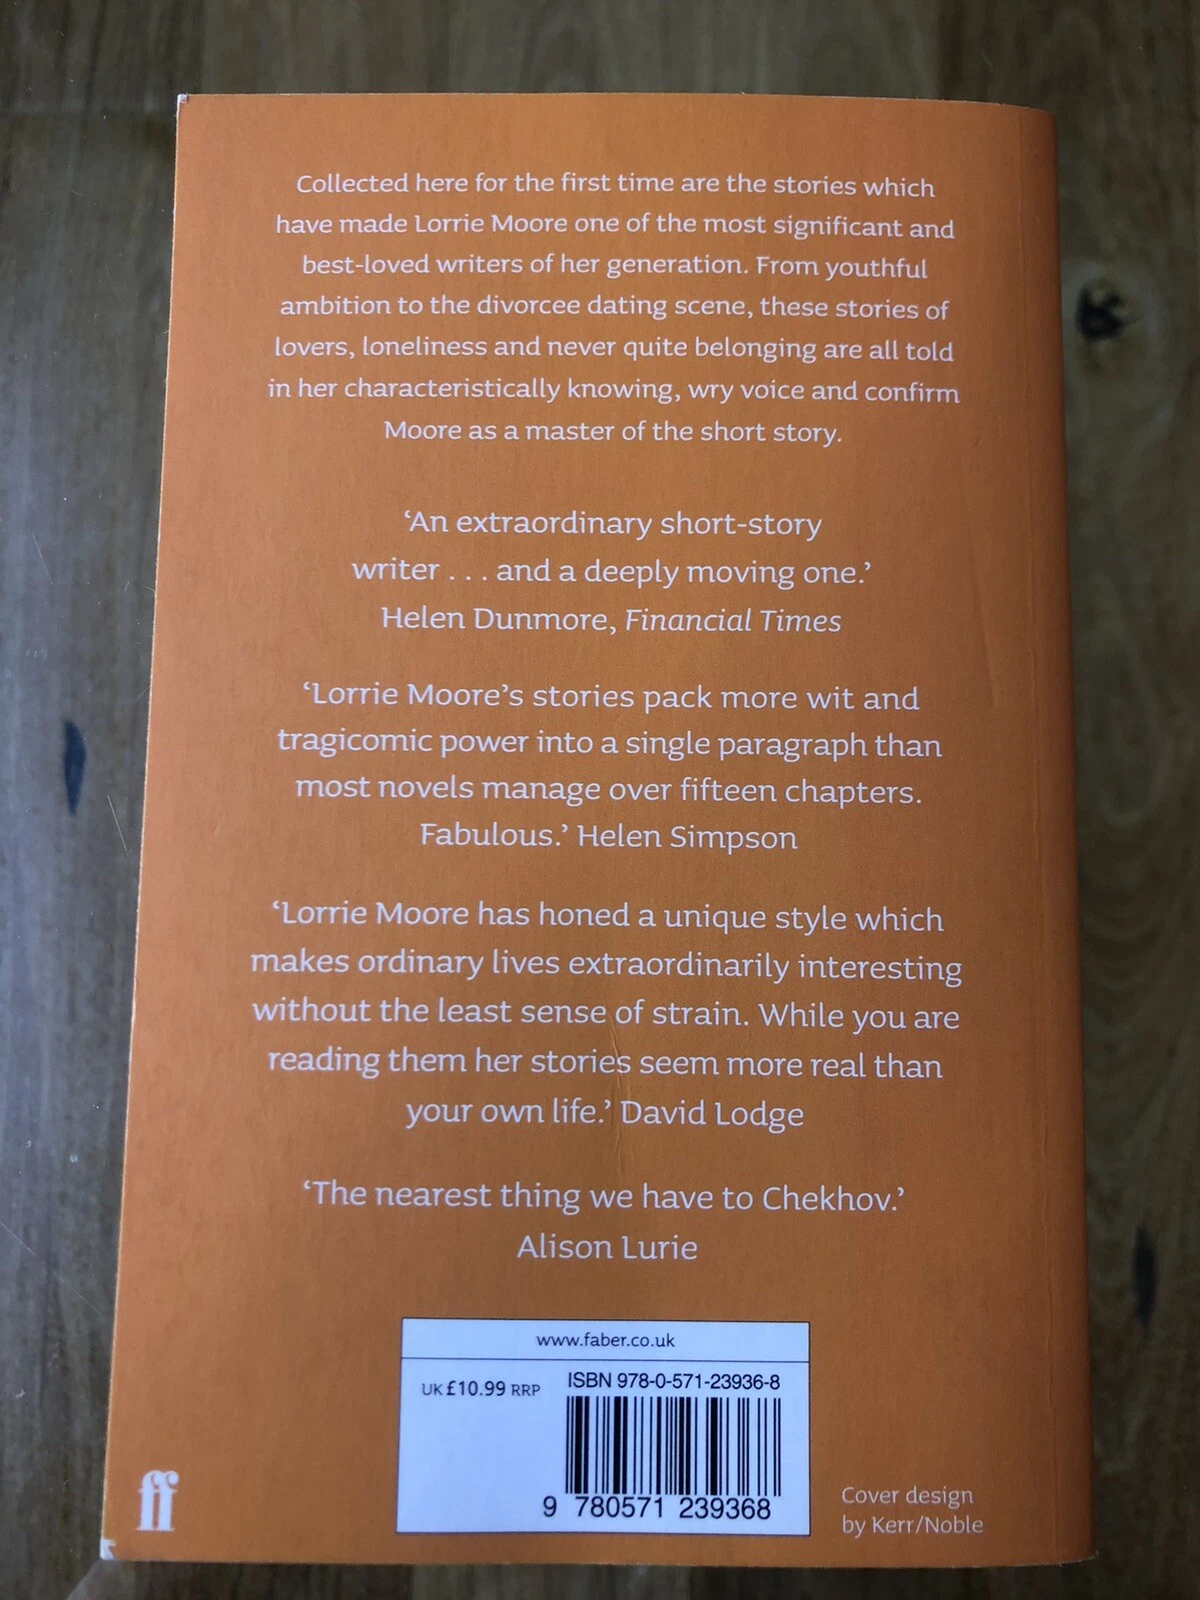 Collected here for the first time are the stories which
have made Lorrie Moore one of the most significant and
best-loved writers of her generation. From youthful
ambition to the divorcee dating scene, these stories of
lovers, loneliness and never quite belonging are all told
in her characteristically knowing, wry voice and confirm
Moore as a master of the short story.
‘An extraordinary short-story
writer . . . and a deeply moving one.’
Helen Dunmore, Financial Times
‘Lorrie Moore’s stories pack more wit and
tragicomic power into a single paragraph than
most novels manage over fifteen chapters.
Fabulous.’ Helen Simpson
‘Lorrie Moore has honed a unique style which
makes ordinary lives extraordinarily interesting
without the least sense of strain. While you are
reading them her stories seem more real than
your own life.’ David Lodge
‘The nearest thing we have to Chekhov.’
Alison Lurie
www.faber.co.uk
UK £10.99 RRP
ISBN 978-0-571-23936-8
9 780571 239368
ff
Cover design
by Kerr/Noble